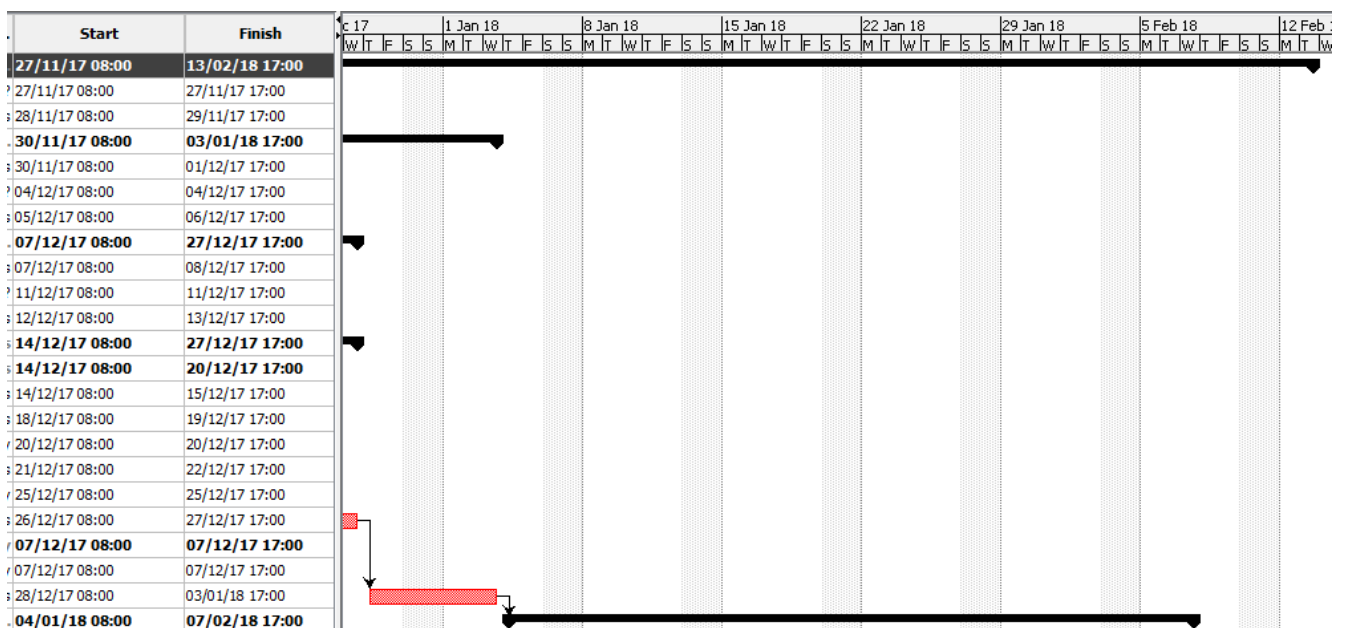 . Start Finish c 17 1 Jan 18 8 Jan 18 15 Jan 18 22 Jan 18 29 Jan 18 5 Feb 18 12 Feb
W T F S S M T W T F S S M T W T F S S M T W T F S S M T W T F S S M T W T F S S M T W T F S S M T W
. 27/11/17 08:00 13/02/18 17:00
? 27/11/17 08:00 27/11/17 17:00
s 28/11/17 08:00 29/11/17 17:00
. 30/11/17 08:00 03/01/18 17:00
s 30/11/17 08:00 01/12/17 17:00
? 04/12/17 08:00 04/12/17 17:00
s 05/12/17 08:00 06/12/17 17:00
. 07/12/17 08:00 27/12/17 17:00
s 07/12/17 08:00 08/12/17 17:00
? 11/12/17 08:00 11/12/17 17:00
s 12/12/17 08:00 13/12/17 17:00
s 14/12/17 08:00 27/12/17 17:00
s 14/12/17 08:00 20/12/17 17:00
s 14/12/17 08:00 15/12/17 17:00
s 18/12/17 08:00 19/12/17 17:00
y 20/12/17 08:00 20/12/17 17:00
s 21/12/17 08:00 22/12/17 17:00
y 25/12/17 08:00 25/12/17 17:00
s 26/12/17 08:00 27/12/17 17:00
y 07/12/17 08:00 07/12/17 17:00
y 07/12/17 08:00 07/12/17 17:00
s 28/12/17 08:00 03/01/18 17:00
. 04/01/18 08:00 07/02/18 17:00